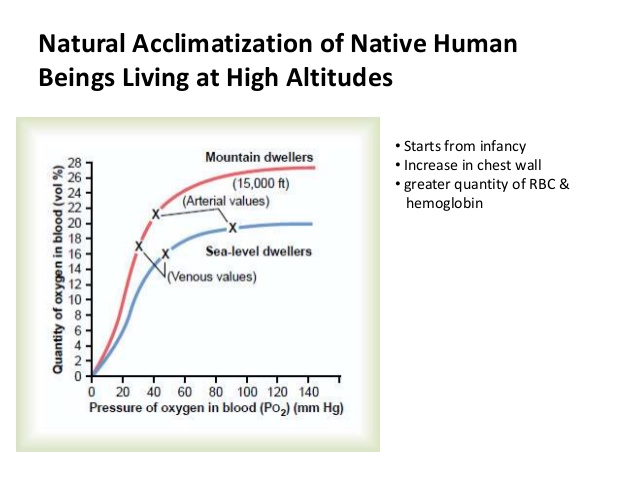 Natural Acclimatization of Native Human
Beings Living at High Altitudes
• Starts from infancy
• Increase in chest wall
• greater quantity of RBC &
hemoglobin
Mountain dwellers
(15,000 ft)
(Arterial values)
X
X
Sea-level dwellers
X
X
(Venous values)
Quantity of oxygen in blood (vol %)
28
26
24
22
20
18
16
14
12
10
8
6
4
2
0
0 20 40 60 80 100 120 140
Pressure of oxygen in blood (PO₂) (mm Hg)